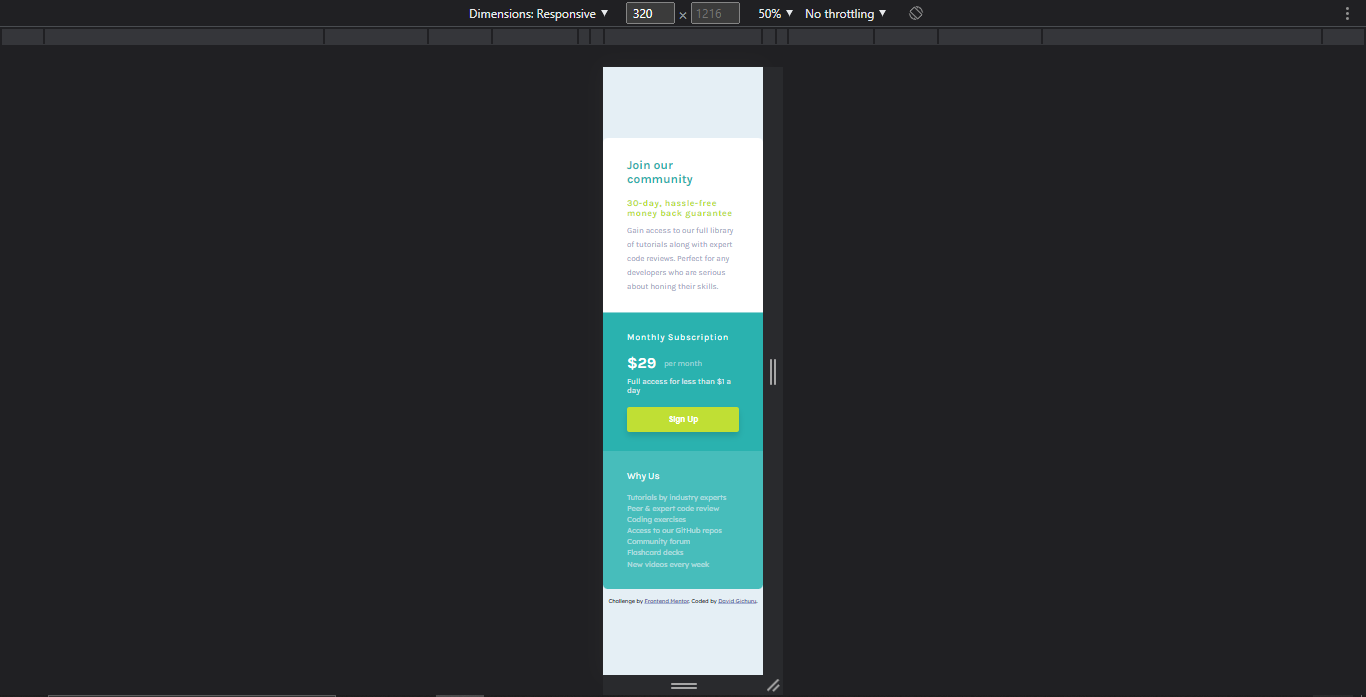 Dimensions: Responsive ▼ 320 × 1216 50% ▼ No throttling ▼
Join our
community
30-day, hassle-free
money back guarantee
Gain access to our full library
of tutorials along with expert
code reviews. Perfect for any
developers who are serious
about honing their skills.
Monthly Subscription
$29 per month
Full access for less than $1 a
day
Sign Up
Why Us
Tutorials by industry experts
Peer & expert code review
Coding exercises
Access to our GitHub repos
Community forum
Flashcard decks
New videos every week
Challenge by Frontend Mentor. Coded by David Gichuru.